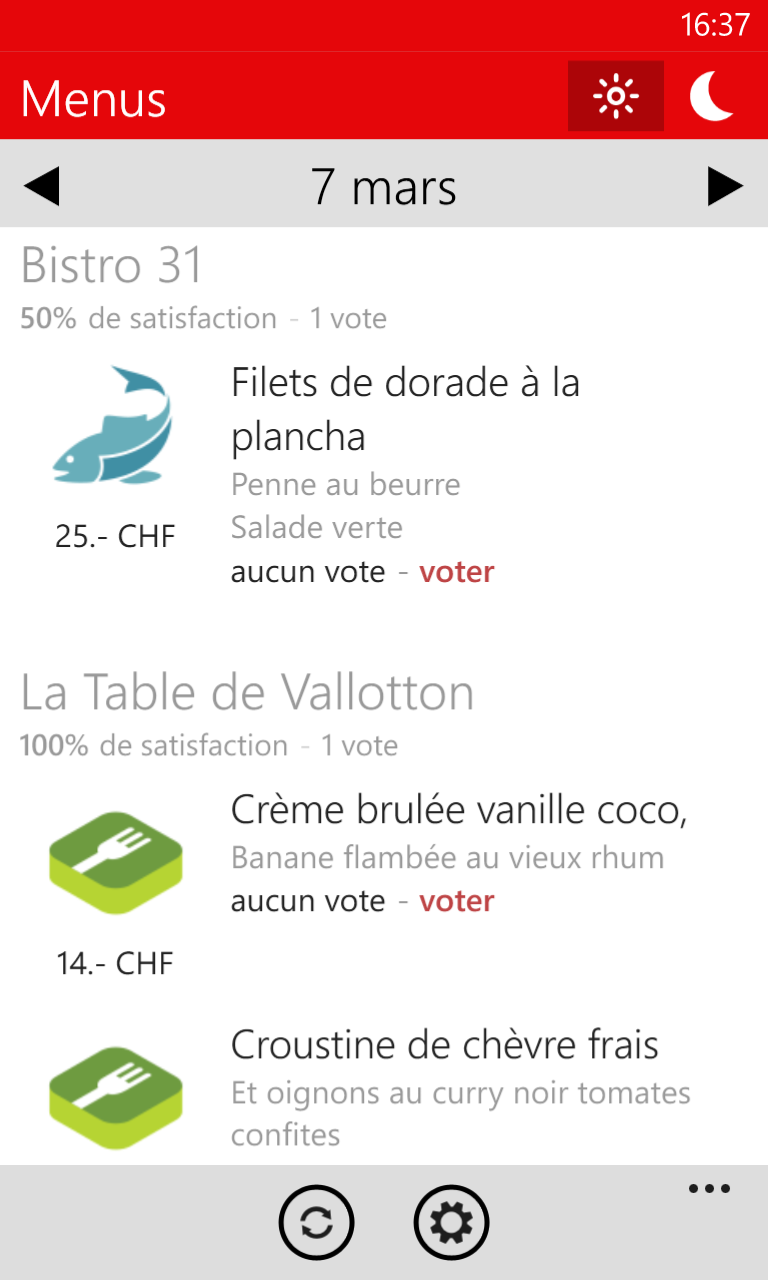 16:37
Menus
7 mars
Bistro 31
50% de satisfaction - 1 vote
Filets de dorade à la
plancha
Penne au beurre
Salade verte
25.- CHF
aucun vote - voter
La Table de Vallotton
100% de satisfaction - 1 vote
Crème brulée vanille coco,
Banane flambée au vieux rhum
aucun vote - voter
14.- CHF
Croustine de chèvre frais
Et oignons au curry noir tomates
confites